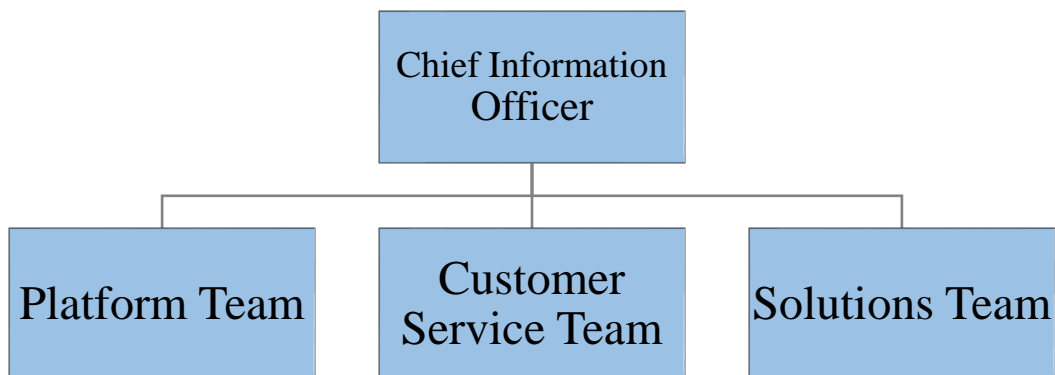 Chief Information
Officer
Platform Team
Customer
Service Team
Solutions Team